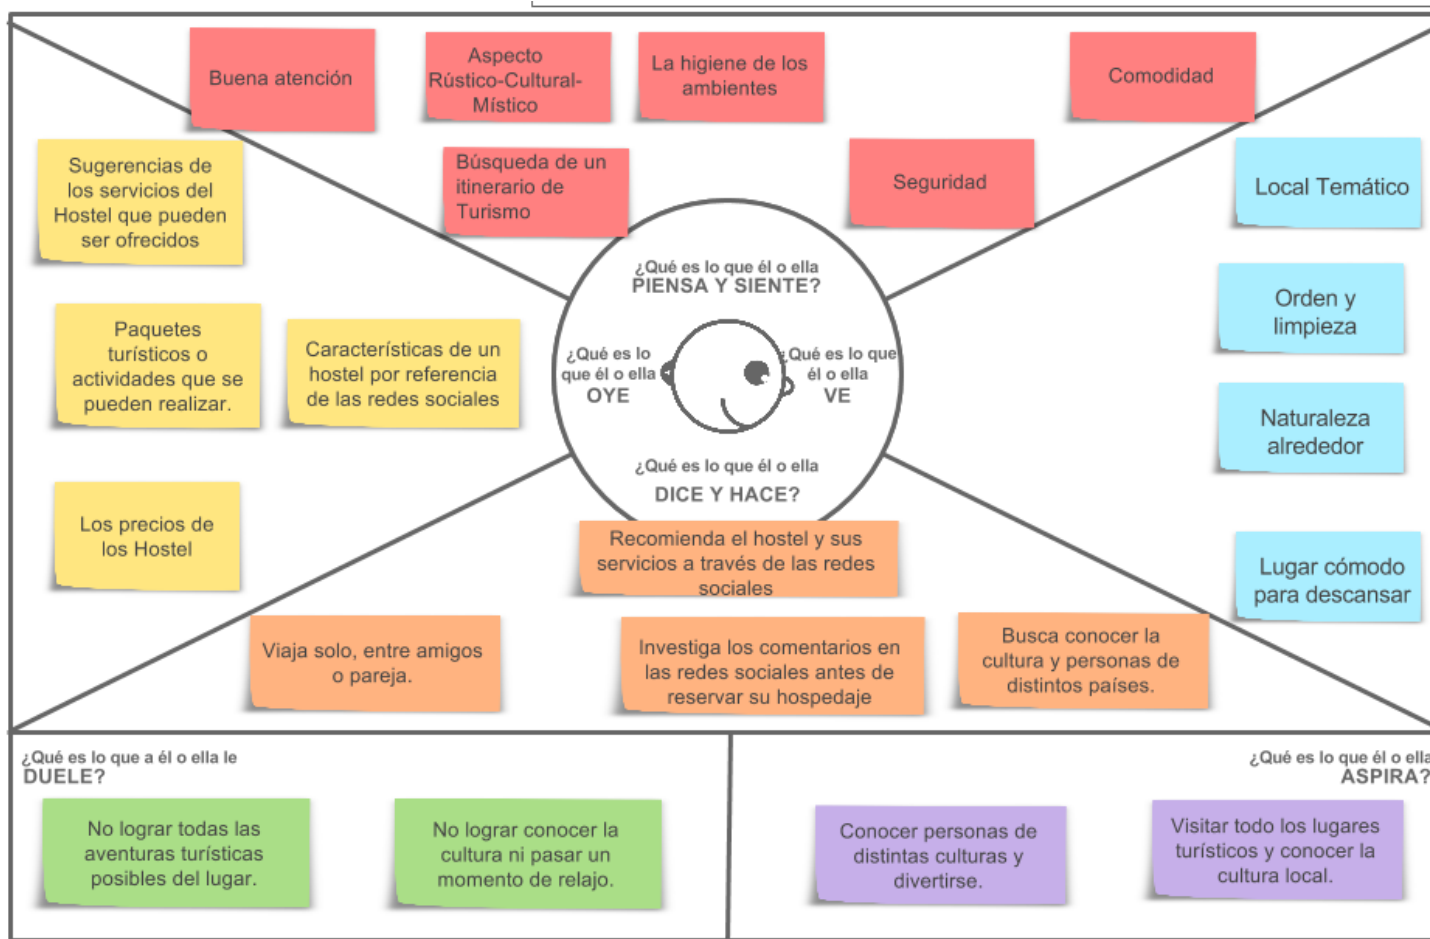 Buena atención
Aspecto
Rústico-Cultural-
Místico
La higiene de los
ambientes
Comodidad
Búsqueda de un
itinerario de
Turismo
Seguridad
Sugerencias de
los servicios del
Hostel que pueden
ser ofrecidos
Paquetes
turísticos o
actividades que se
pueden realizar.
Características de un
hostel por referencia
de las redes sociales
Los precios de
los Hostel
¿Qué es lo que él o ella
PIENSA Y SIENTE?
¿Qué es lo
que él o ella
OYE
¿Qué es lo que
él o ella
VE
¿Qué es lo que él o ella
DICE Y HACE?
Local Temático
Orden y
limpieza
Naturaleza
alrededor
Lugar cómodo
para descansar
Recomienda el hostel y sus
servicios a través de las redes
sociales
Viaja solo, entre amigos
o pareja.
Investiga los comentarios en
las redes sociales antes de
reservar su hospedaje
Busca conocer la
cultura y personas de
distintos países.
¿Qué es lo que a él o ella le
DUELE?
No lograr todas las
aventuras turísticas
posibles del lugar.
No lograr conocer la
cultura ni pasar un
momento de relajo.
¿Qué es lo que él o ella
ASPIRA?
Conocer personas de
distintas culturas y
divertirse.
Visitar todo los lugares
turísticos y conocer la
cultura local.